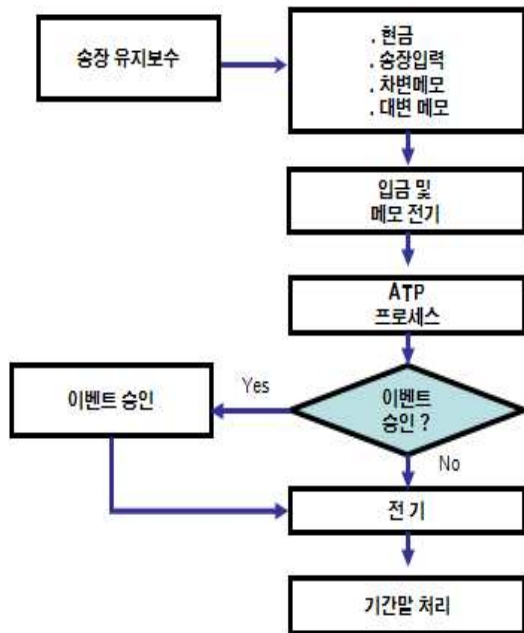 송장 유지보수
. 현금
. 송장입력
. 차변메모
. 대변 메모
입금 및
메모 전기
ATP
프로세스
이벤트
승인 ?
Yes
이벤트 승인
No
전 기
기간말 처리